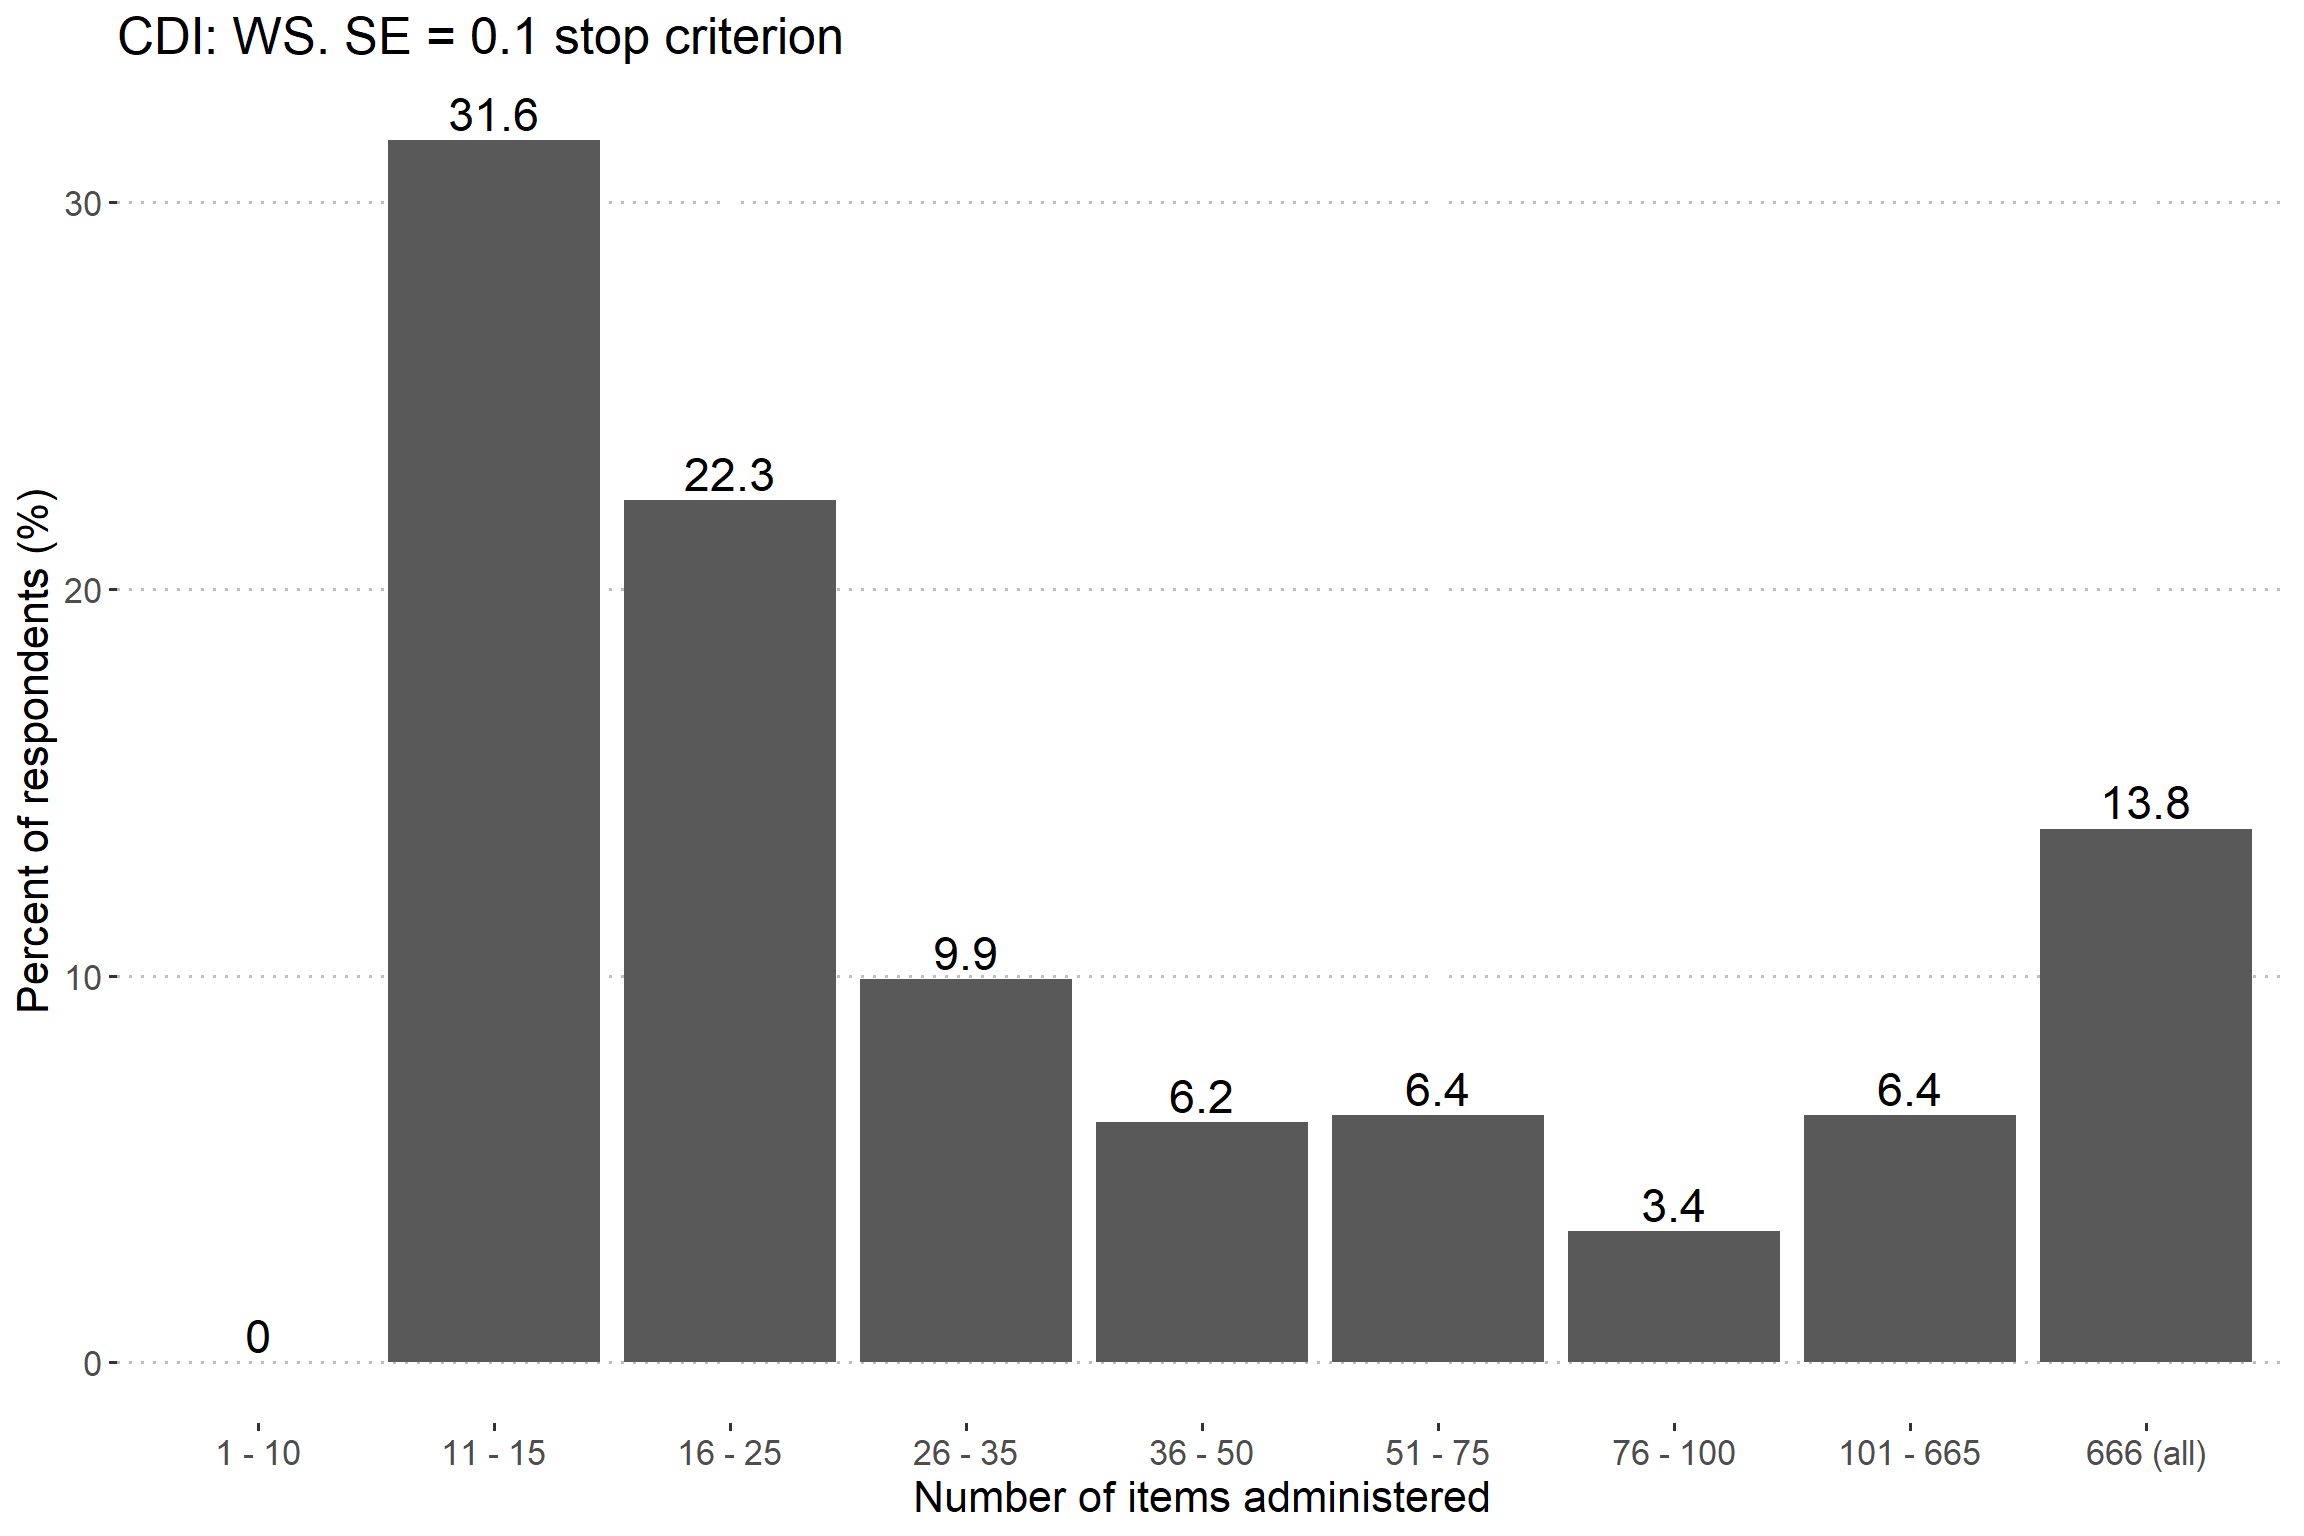 CDI: WS. SE = 0.1 stop criterion
Percent of respondents (%)
30
20
10
0
0
31.6
22.3
9.9
6.2
6.4
3.4
6.4
13.8
1 - 10
11 - 15
16 - 25
26 - 35
36 - 50
51 - 75
76 - 100
101 - 665
666 (all)
Number of items administered